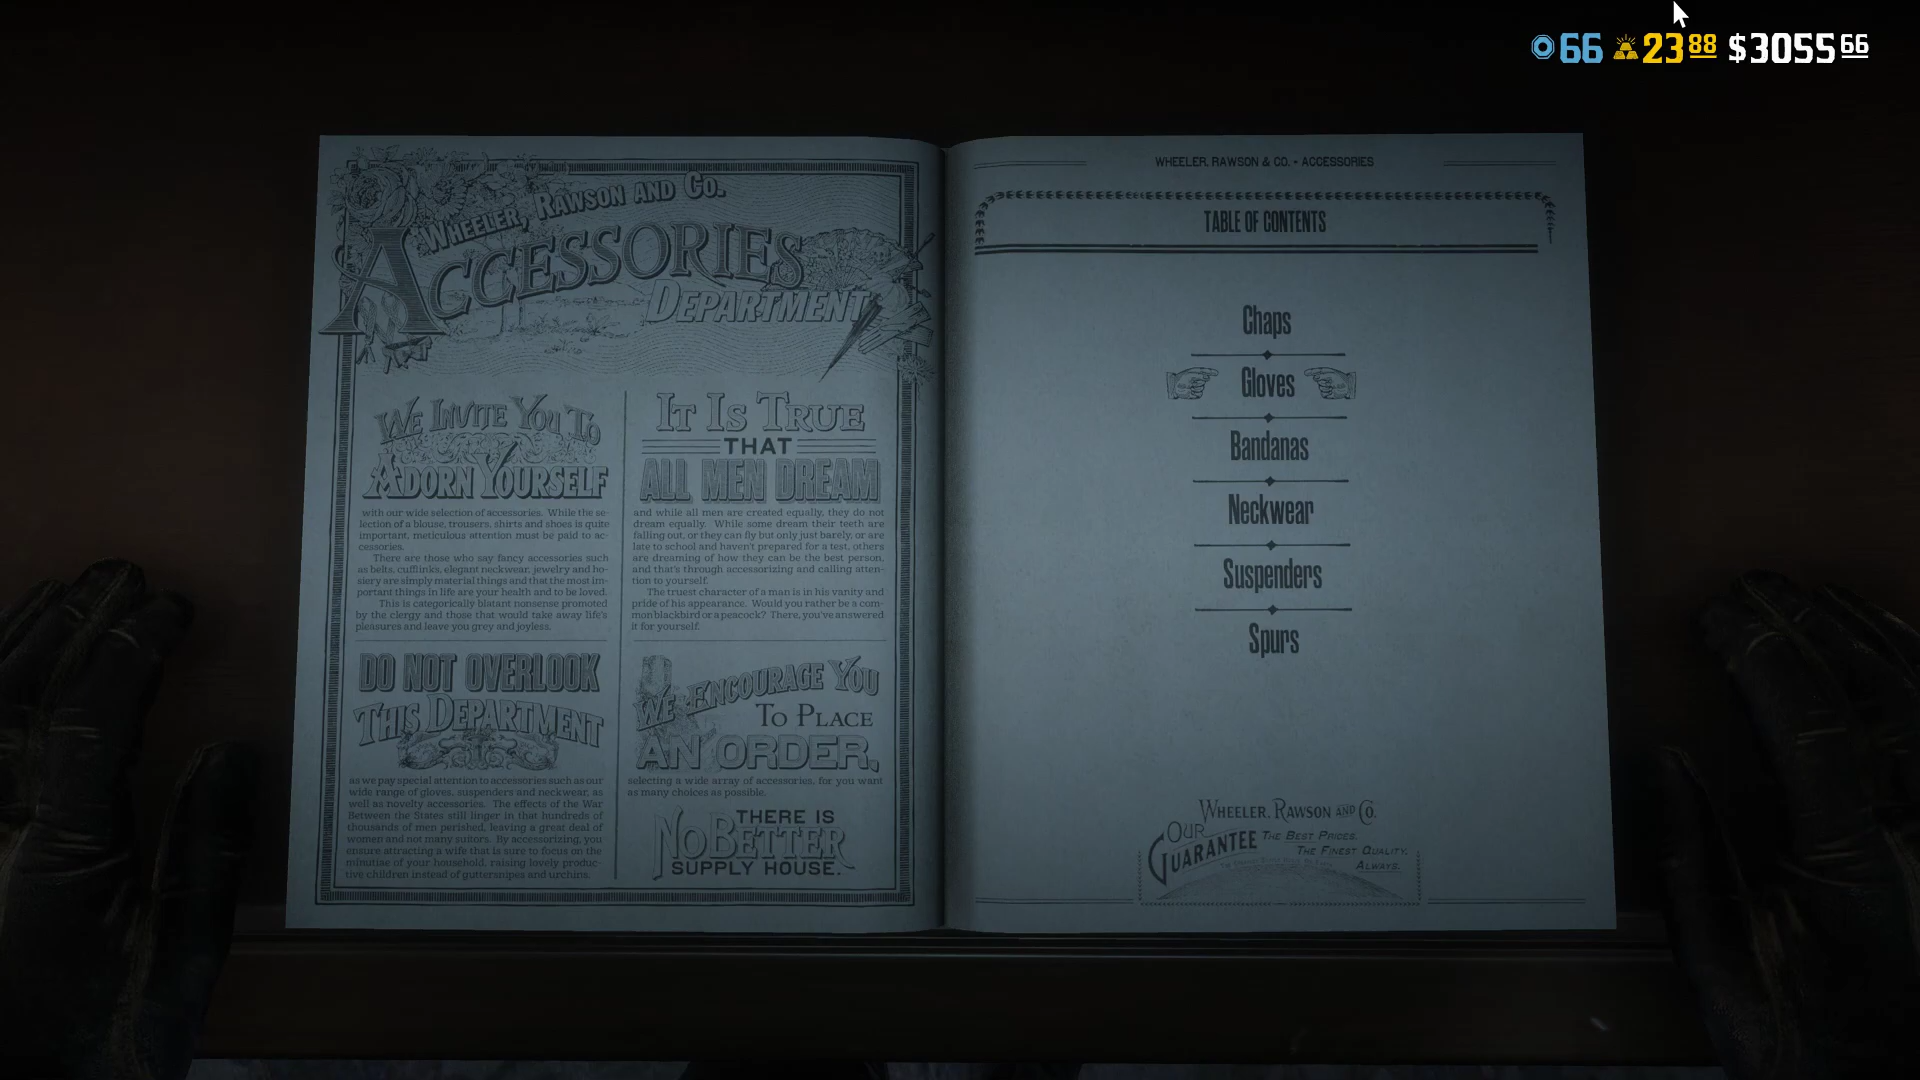 66 23 88 $3055 66
WHEELER, RAWSON AND CO.
ACCESSORIES
DEPARTMENT
WE INVITE YOU TO
ADORN YOURSELF
with our wide selection of accessories. While the se-
lection of a blouse, trousers, shirts and shoes is quite
important, meticulous attention must be paid to ac-
cessories.
There are those who say fancy accessories such
as belts, cufflinks, elegant neckwear, jewelry and ho-
siery are simply material things and that the most im-
portant things in life are your health and to be loved.
This is categorically blatant nonsense promoted
by the clergy and those that would take away life's
pleasures and leave you grey and joyless.
DO NOT OVERLOOK
THIS DEPARTMENT
as we pay special attention to accessories such as our
wide range of gloves, suspenders and neckwear, as
well as novelty accessories. The effects of the War
Between the States still linger in that hundreds of
thousands of men perished, leaving a great deal of
women and not many suitors. By accessorizing, you
ensure attracting a wife that is sure to focus on the
minutiae of your household, raising lovely produc-
tive children instead of guttersnipes and urchins.
IT IS TRUE
THAT
ALL MEN DREAM
and while all men are created equally, they do not
dream equally. While some dream their teeth are
falling out, or they can fly but only just barely, or are
late to school and haven't prepared for a test, others
are dreaming of how they can be the best person,
and that's through accessorizing and calling atten-
tion to yourself.
The truest character of a man is in his vanity and
pride of his appearance. Would you rather be a com-
mon blackbird or a peacock? There, you've answered
it for yourself.
WE ENCOURAGE YOU
TO PLACE
AN ORDER,
selecting a wide array of accessories, for you want
as many choices as possible.
THERE IS
NO BETTER
SUPPLY HOUSE.
WHEELER, RAWSON & CO. • ACCESSORIES
TABLE OF CONTENTS
Chaps
Gloves
Bandanas
Neckwear
Suspenders
Spurs
WHEELER, RAWSON AND CO.
OUR
GUARANTEE
THE BEST PRICES.
THE FINEST QUALITY.
ALWAYS.